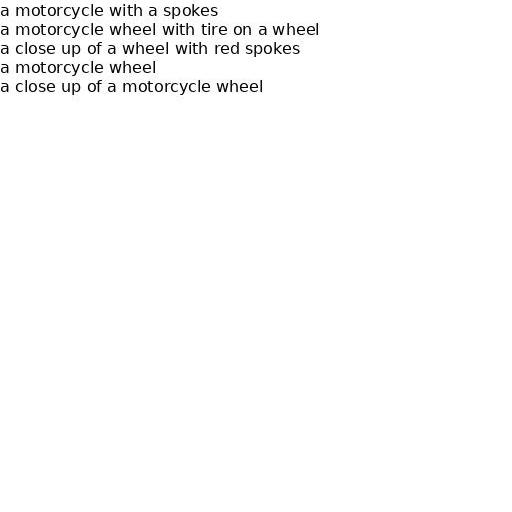 a motorcycle with a spokes
a motorcycle wheel with tire on a wheel
a close up of a wheel with red spokes
a motorcycle wheel
a close up of a motorcycle wheel